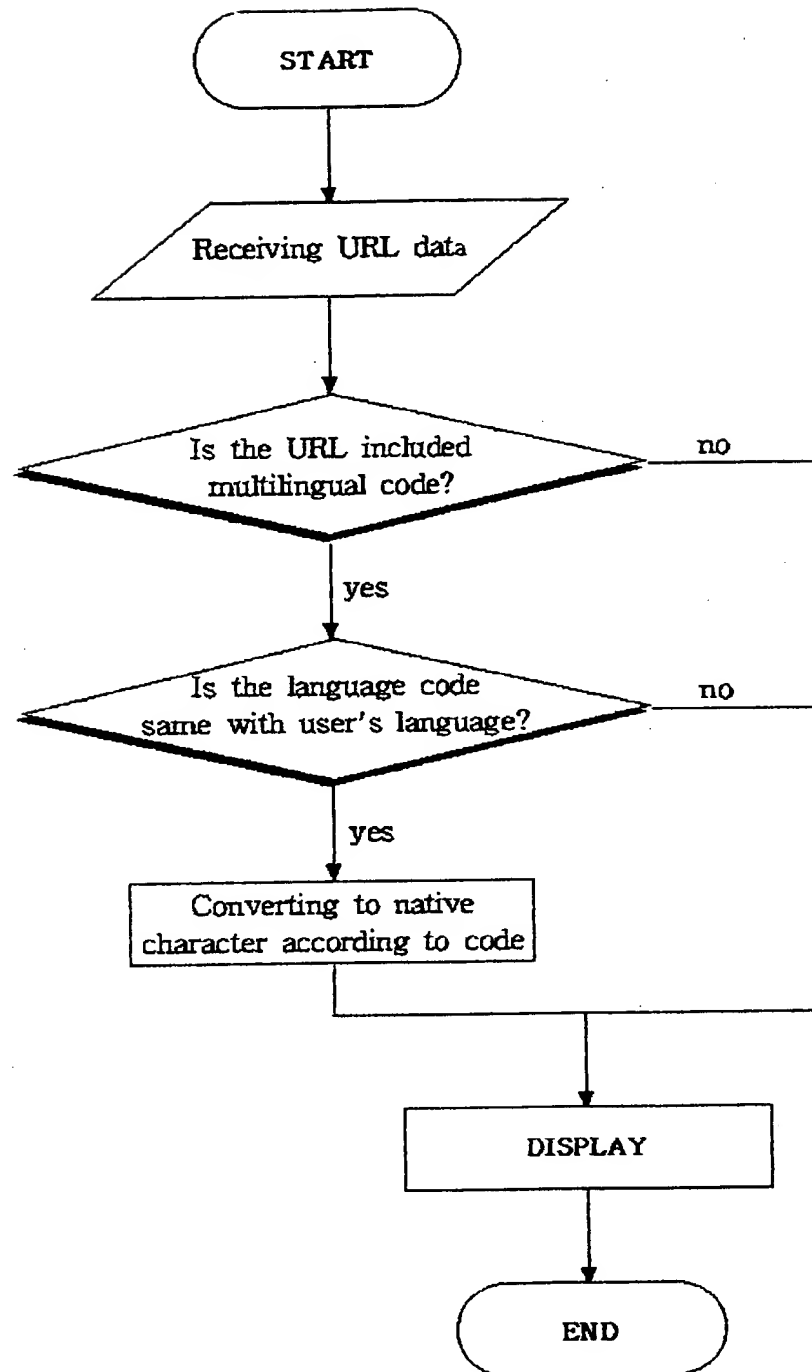 START
Receiving URL data
Is the URL included
multilingual code?
no
yes
Is the language code
same with user's language?
no
yes
Converting to native
character according to code
DISPLAY
END